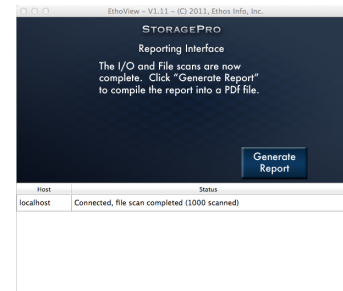 EthoView – V1.11 – (C) 2011, Ethos Info, Inc.
STORAGEPRO
Reporting Interface
The I/O and File scans are now
complete. Click "Generate Report"
to compile the report into a PDf file.
Generate
Report
Host Status
localhost Connected, file scan completed (1000 scanned)